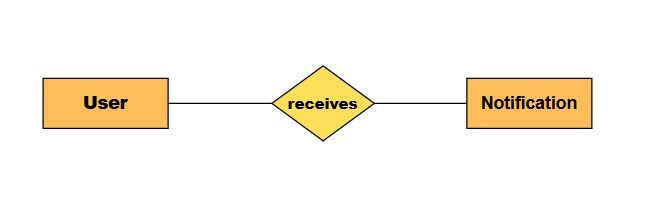 User
receives
Notification